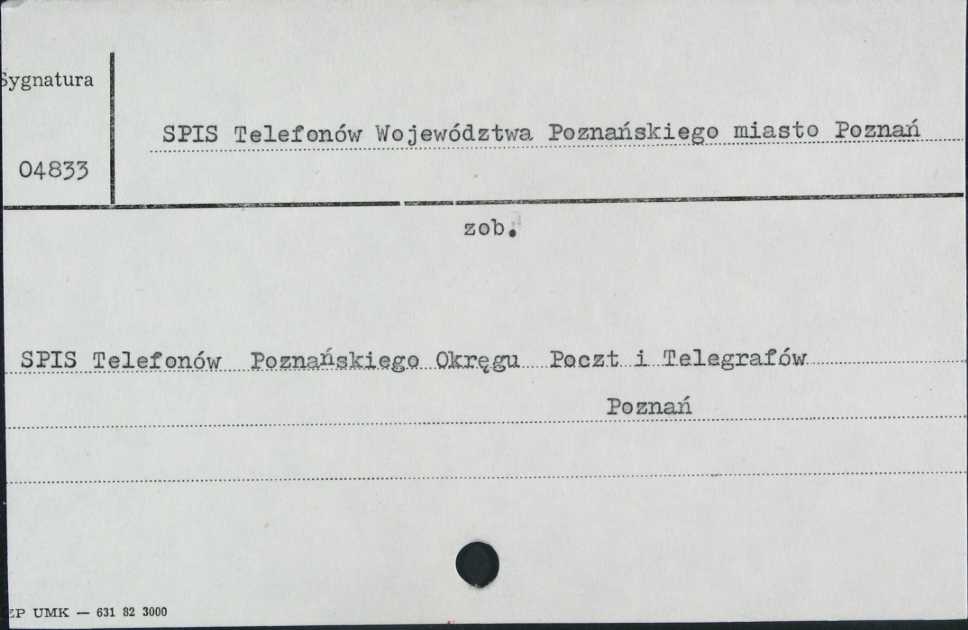 Sygnatura
SPIS Telefonów Województwa Poznańskiego miasto Poznań
04833
zob.
SPIS Telefonów Poznańskiego Okręgu Poczt i Telegrafów
Poznań
UMK — 631 82 3000